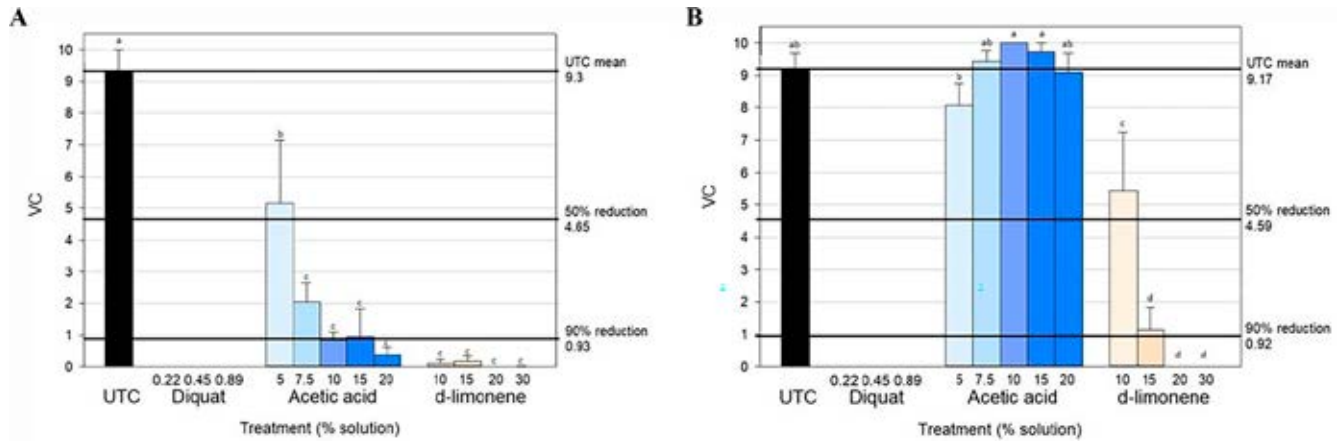 A
a
10
9
8
7
6
5
4
3
2
1
0
VC
UTC mean
9.3
50% reduction
4.65
90% reduction
0.93
b
c
c
c
c
c
c
c
0.22 0.45 0.89
5 7.5 10 15 20
10 15 20 30
UTC Diquat Acetic acid d-limonene
Treatment (% solution)
B
ab
ab
a
a
ab
b
c
d
d
d
10
9
8
7
6
5
4
3
2
1
0
VC
UTC mean
9.17
50% reduction
4.59
90% reduction
0.92
0.22 0.45 0.89
5 7.5 10 15 20
10 15 20 30
UTC Diquat Acetic acid d-limonene
Treatment (% solution)